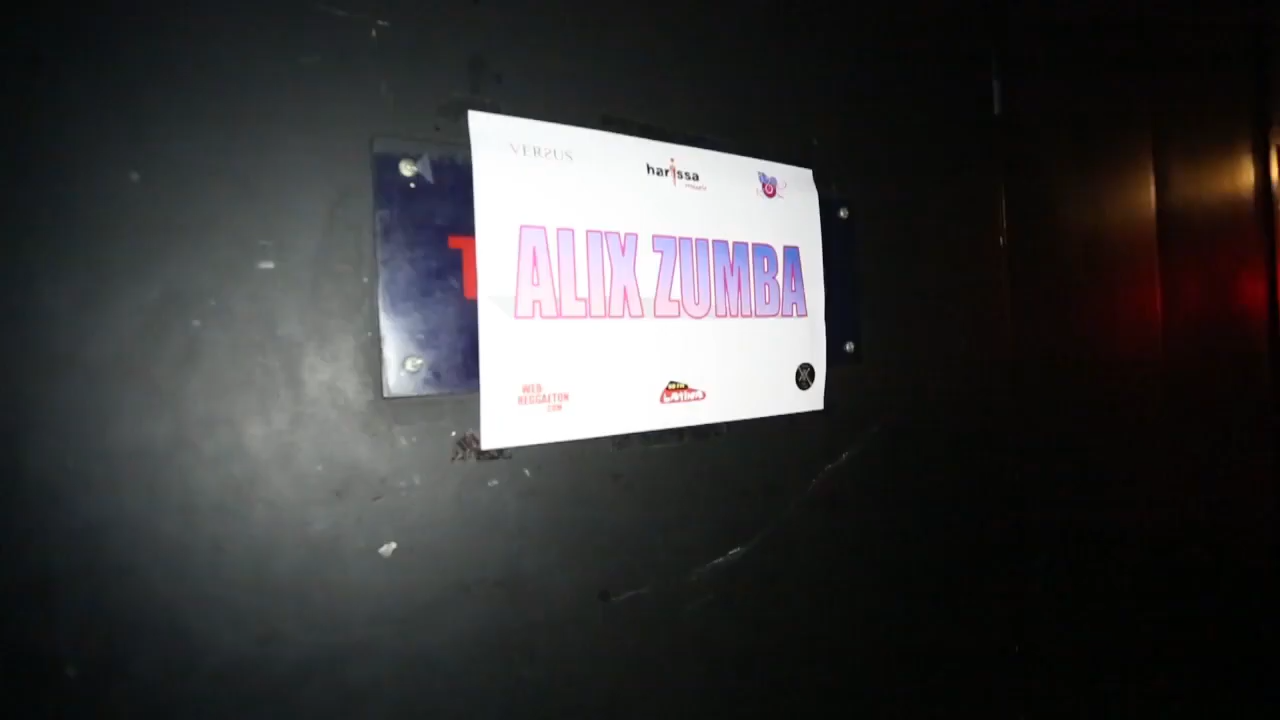 VERSUS
harissa
ALIX ZUMBA
WEB
REGGAETON
.COM
T